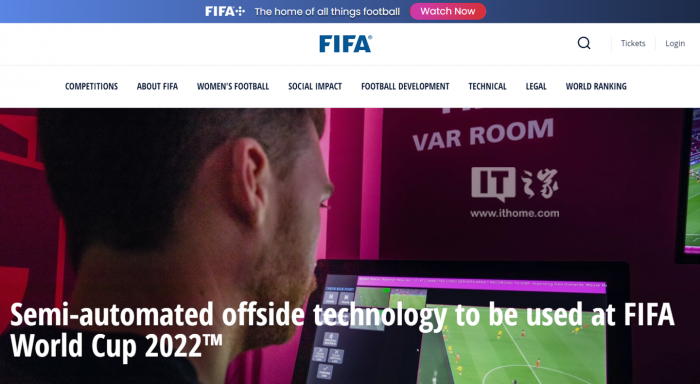 FIFA+ The home of all things football Watch Now
FIFA®
Tickets Login
COMPETITIONS ABOUT FIFA WOMEN'S FOOTBALL SOCIAL IMPACT FOOTBALL DEVELOPMENT TECHNICAL LEGAL WORLD RANKING
VAR ROOM
IT之家
www.ithome.com
Semi-automated offside technology to be used at FIFA
World Cup 2022™